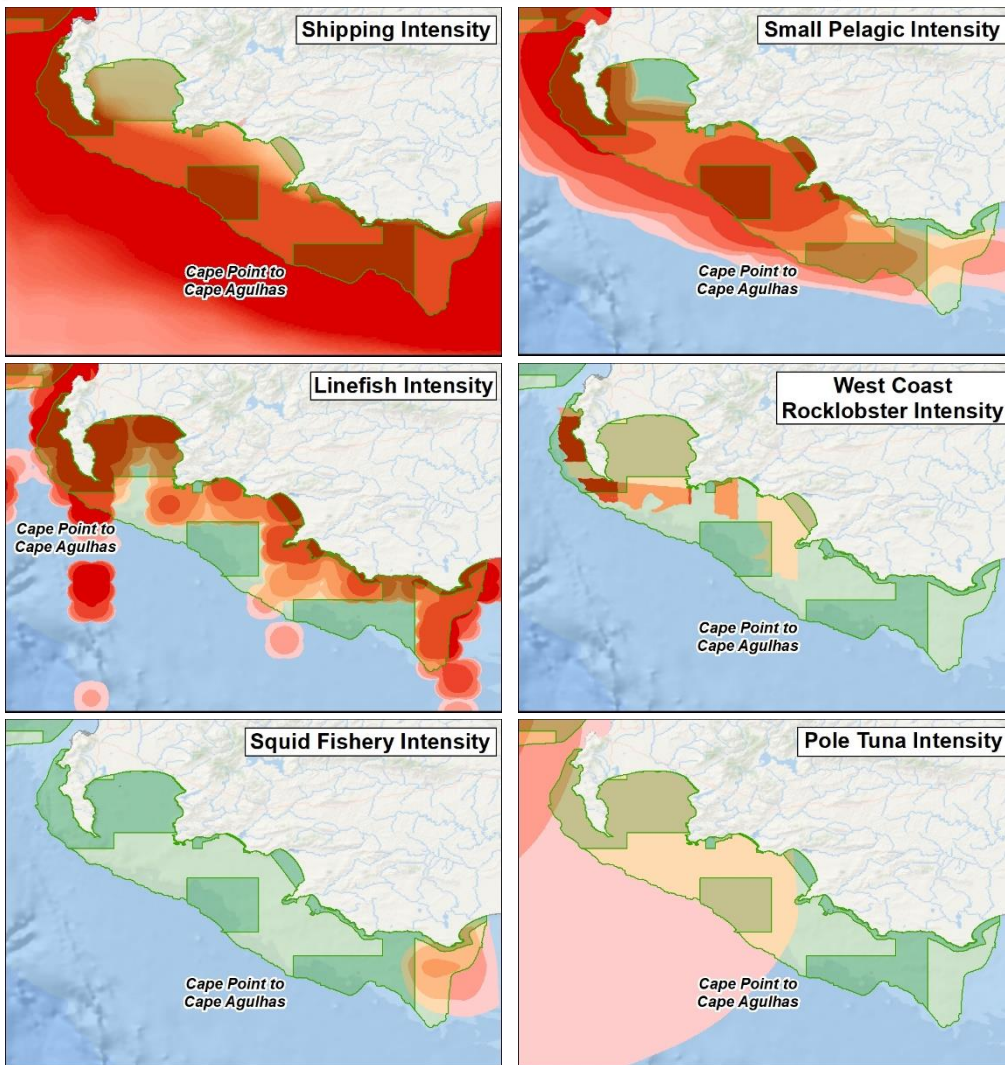 Shipping Intensity
Cape Point to
Cape Agulhas
Small Pelagic Intensity
Cape Point to
Cape Agulhas
Linefish Intensity
Cape Point to
Cape Agulhas
West Coast
Rocklobster Intensity
Cape Point to
Cape Agulhas
Squid Fishery Intensity
Cape Point to
Cape Agulhas
Pole Tuna Intensity
Cape Point to
Cape Agulhas